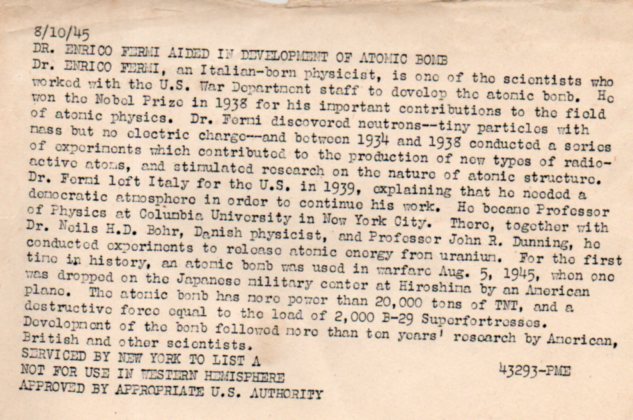 8/10/45
DR. ENRICO FERMI AIDED IN DEVELOPMENT OF ATOMIC BOMB
Dr. ENRICO FERMI, an Italian-born physicist, is one of the scientists who
worked with the U.S. War Department staff to develop the atomic bomb. He
won the Nobel Prize in 1938 for his important contributions to the field
of atomic physics. Dr. Fermi discovered neutrons--tiny particles with
mass but no electric charge--and between 1934 and 1938 conducted a series
of experiments which contributed to the production of new types of radio-
active atoms, and stimulated research on the nature of atomic structure.
Dr. Fermi left Italy for the U.S. in 1939, explaining that he needed a
democratic atmosphere in order to continue his work. He became Professor
of Physics at Columbia University in New York City. There, together with
Dr. Neils H.D. Bohr, Danish physicist, and Professor John R. Dunning, he
conducted experiments to release atomic energy from uranium. For the first
time in history, an atomic bomb was used in warfare Aug. 5, 1945, when one
was dropped on the Japanese military center at Hiroshima by an American
plane. The atomic bomb has more power than 20,000 tons of TNT, and a
destructive force equal to the load of 2,000 B-29 Superfortresses.
Development of the bomb followed more than ten years' research by American,
British and other scientists.
SERVICED BY NEW YORK TO LIST A
NOT FOR USE IN WESTERN HEMISPHERE 43293-PME
APPROVED BY APPROPRIATE U.S. AUTHORITY